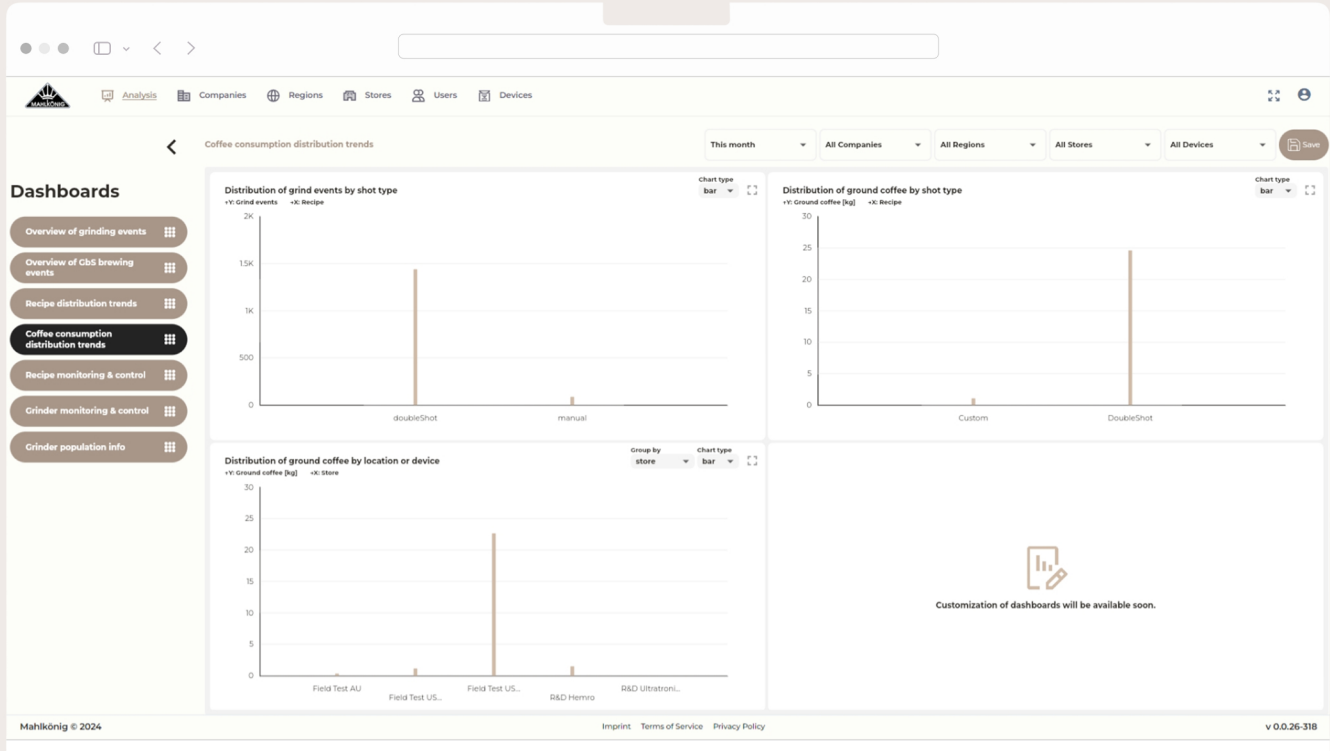 MAHLKÖNIG
Analysis
Companies
Regions
Stores
Users
Devices
Coffee consumption distribution trends
This month
All Companies
All Regions
All Stores
All Devices
Save
Dashboards
Overview of grinding events
Overview of GbS brewing
events
Recipe distribution trends
Coffee consumption
distribution trends
Recipe monitoring & control
Grinder monitoring & control
Grinder population info
Distribution of grind events by shot type
Chart type
bar
+Y: Grind events
+X: Recipe
2K
1.5K
1K
500
0
doubleShot
manual
Distribution of ground coffee by shot type
Chart type
bar
+Y: Ground coffee [kg]
+X: Recipe
30
25
20
15
10
5
0
Custom
DoubleShot
Distribution of ground coffee by location or device
Group by
store
Chart type
bar
+Y: Ground coffee [kg]
+X: Store
30
25
20
15
10
5
0
Field Test AU
Field Test US...
Field Test US...
R&D Hemro
R&D Ultratroni...
Customization of dashboards will be available soon.
Mahlkönig © 2024
Imprint
Terms of Service
Privacy Policy
v 0.0.26-318